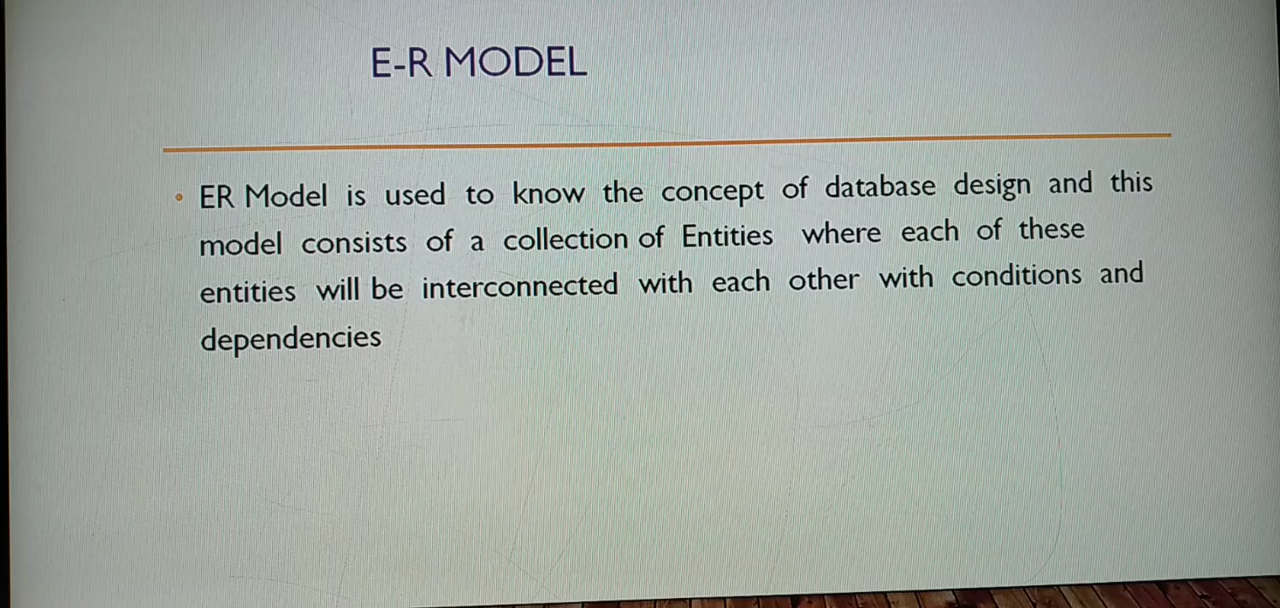 E-R MODEL
• ER Model is used to know the concept of database design and this
model consists of a collection of Entities where each of these
entities will be interconnected with each other with conditions and
dependencies